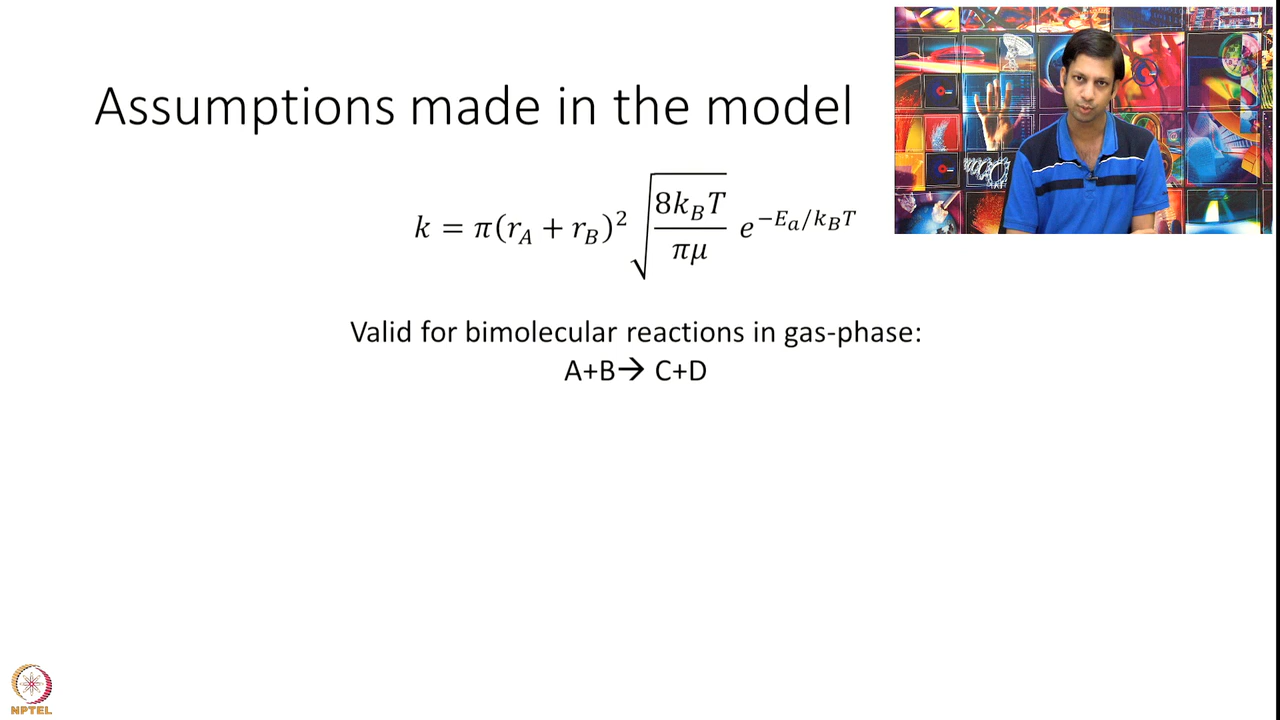 Assumptions made in the model
𝑘 = 𝜋(𝑟_𝐴 + 𝑟_𝐵)² √(8𝑘_𝐵𝑇/𝜋𝜇) 𝑒^(−𝐸_𝑎/𝑘_𝐵𝑇)
Valid for bimolecular reactions in gas-phase:
A+B→ C+D
NPTEL